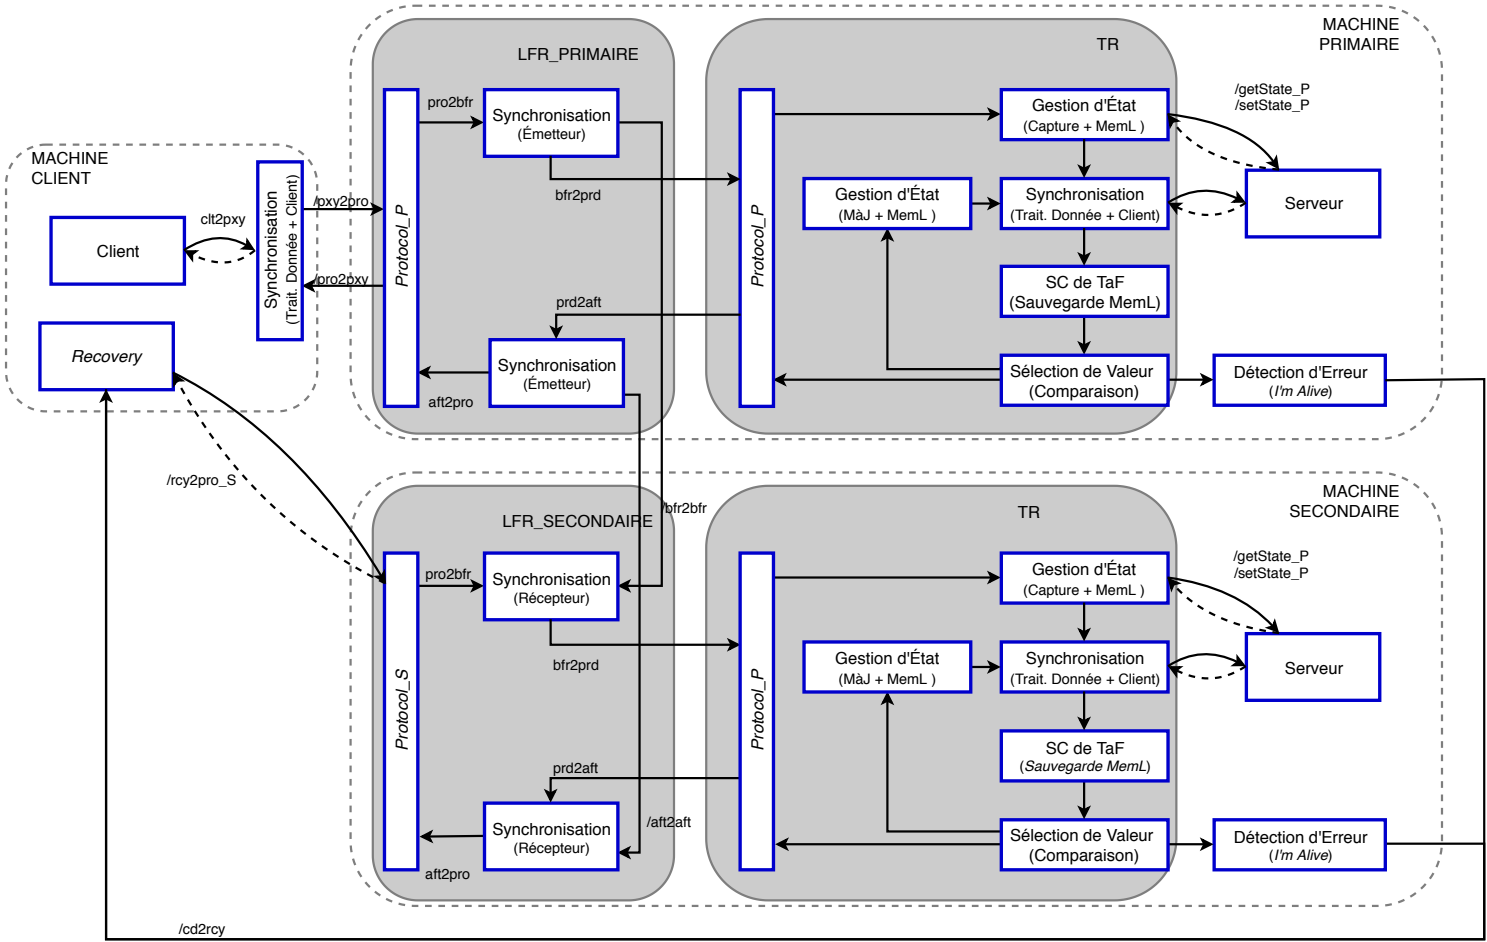 MACHINE
CLIENT
Client
clt2pxy
Synchronisation
(Trait. Donnée + Client)
Recovery
/pxy2pro
/pro2pxy
/rcy2pro_S
/cd2rcy
MACHINE
PRIMAIRE
LFR_PRIMAIRE
Protocol_P
pro2bfr
Synchronisation
(Émetteur)
bfr2prd
prd2aft
Synchronisation
(Émetteur)
aft2pro
TR
Protocol_P
Gestion d'État
(Capture + MemL )
/getState_P
/setState_P
Gestion d'État
(MàJ + MemL )
Synchronisation
(Trait. Donnée + Client)
Serveur
SC de TaF
(Sauvegarde MemL)
Sélection de Valeur
(Comparaison)
Détection d'Erreur
(I'm Alive)
MACHINE
SECONDAIRE
LFR_SECONDAIRE
/bfr2bfr
Protocol_S
pro2bfr
Synchronisation
(Récepteur)
bfr2prd
prd2aft
Synchronisation
(Récepteur)
/aft2aft
aft2pro
TR
Protocol_P
Gestion d'État
(Capture + MemL )
/getState_P
/setState_P
Gestion d'État
(MàJ + MemL )
Synchronisation
(Trait. Donnée + Client)
Serveur
SC de TaF
(Sauvegarde MemL)
Sélection de Valeur
(Comparaison)
Détection d'Erreur
(I'm Alive)